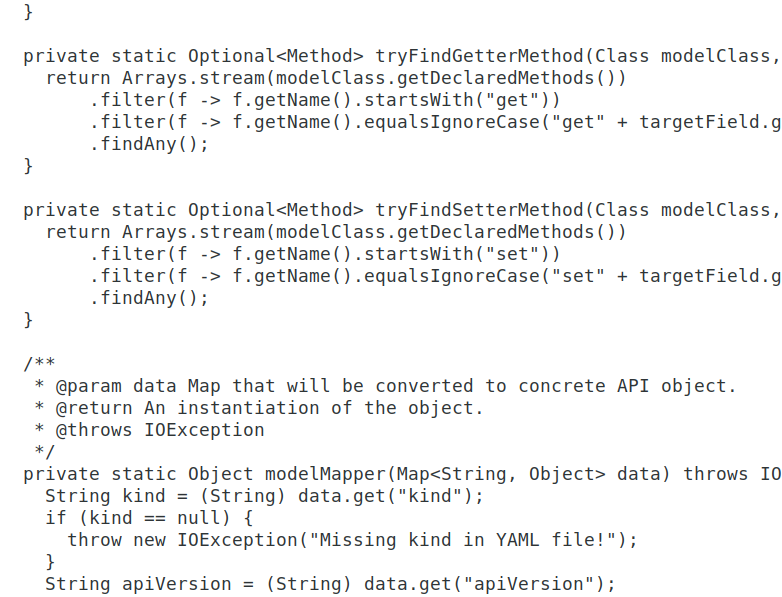 }
private static Optional<Method> tryFindGetterMethod(Class modelClass,
return Arrays.stream(modelClass.getDeclaredMethods())
.filter(f -> f.getName().startsWith("get"))
.filter(f -> f.getName().equalsIgnoreCase("get" + targetField.g
.findAny();
}
private static Optional<Method> tryFindSetterMethod(Class modelClass,
return Arrays.stream(modelClass.getDeclaredMethods())
.filter(f -> f.getName().startsWith("set"))
.filter(f -> f.getName().equalsIgnoreCase("set" + targetField.g
.findAny();
}
/**
* @param data Map that will be converted to concrete API object.
* @return An instantiation of the object.
* @throws IOException
*/
private static Object modelMapper(Map<String, Object> data) throws IO
String kind = (String) data.get("kind");
if (kind == null) {
throw new IOException("Missing kind in YAML file!");
}
String apiVersion = (String) data.get("apiVersion");